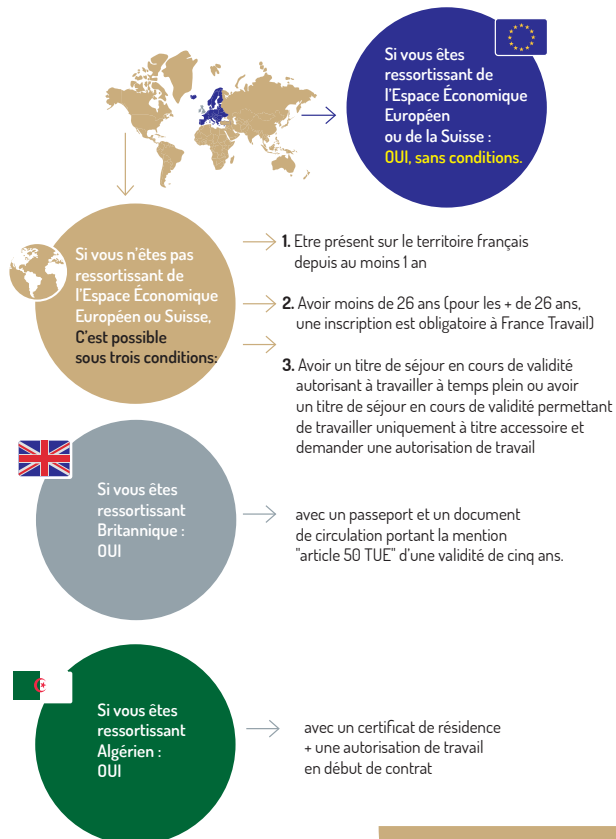 Si vous êtes
ressortissant de
l'Espace Économique
Européen
ou de la Suisse :
OUI, sans conditions.
Si vous n'êtes pas
ressortissant de
l'Espace Économique
Européen ou Suisse,
C'est possible
sous trois conditions:
1. Etre présent sur le territoire français
depuis au moins 1 an
2. Avoir moins de 26 ans (pour les + de 26 ans,
une inscription est obligatoire à France Travail)
3. Avoir un titre de séjour en cours de validité
autorisant à travailler à temps plein ou avoir
un titre de séjour en cours de validité permettant
de travailler uniquement à titre accessoire et
demander une autorisation de travail
Si vous êtes
ressortissant
Britannique :
OUI
avec un passeport et un document
de circulation portant la mention
"article 50 TUE" d'une validité de cinq ans.
Si vous êtes
ressortissant
Algérien :
OUI
avec un certificat de résidence
+ une autorisation de travail
en début de contrat